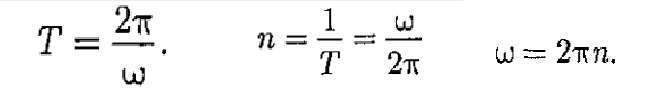 T = 2π/ω. n = 1/T = ω/2π ω = 2πn.